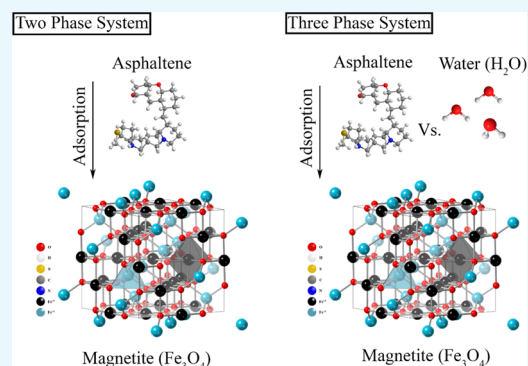 Two Phase System
Three Phase System
Asphaltene
Asphaltene
Water (H₂O)
Vs.
Adsorption
Adsorption
O
H
S
C
N
O
H
S
C
N
Magnetite (Fe₃O₄)
Magnetite (Fe₃O₄)